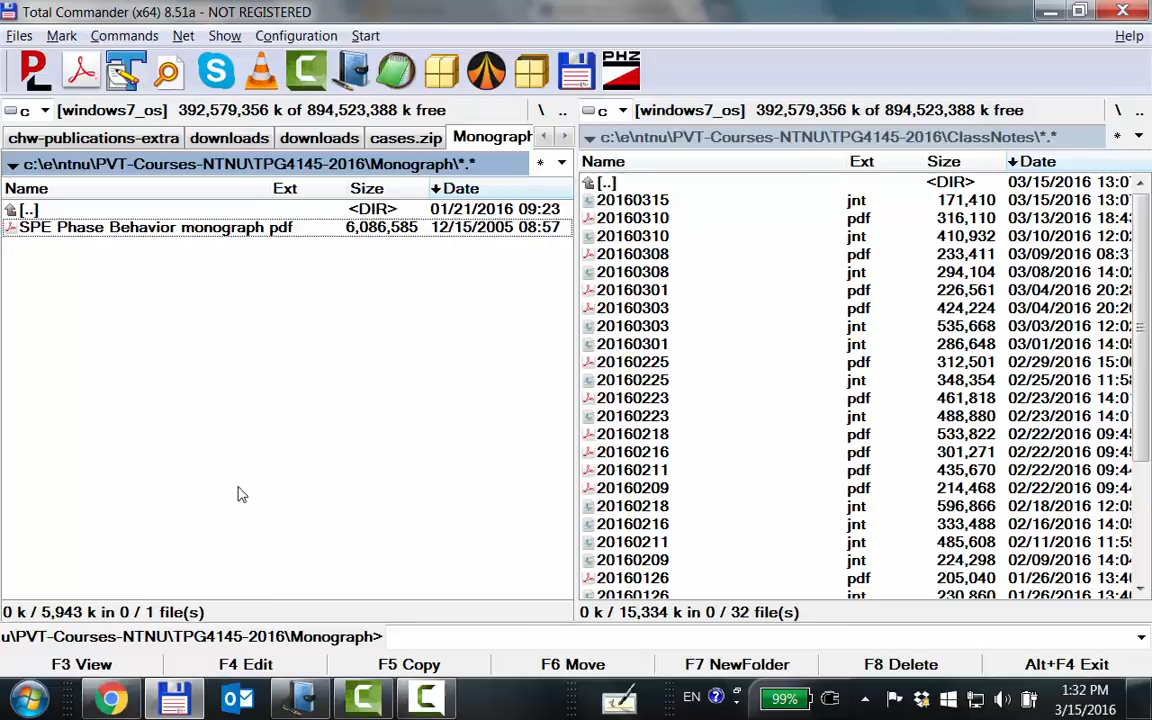 Total Commander (x64) 8.51a - NOT REGISTERED
Files Mark Commands Net Show Configuration Start Help
PHZ
c [windows7_os] 392,579,356 k of 894,523,388 k free \ ..
chw-publications-extra downloads downloads cases.zip Monograph
c:\e\ntnu\PVT-Courses-NTNU\TPG4145-2016\Monograph\*.* *
Name Ext Size Date
[..] <DIR> 01/21/2016 09:23
SPE Phase Behavior monograph pdf 6,086,585 12/15/2005 08:57
0 k / 5,943 k in 0 / 1 file(s)
c [windows7_os] 392,579,356 k of 894,523,388 k free \ ..
c:\e\ntnu\PVT-Courses-NTNU\TPG4145-2016\ClassNotes\*.* *
Name Ext Size Date
[..] <DIR> 03/15/2016 13:0
20160315 jnt 171,410 03/15/2016 13:0
20160310 pdf 316,110 03/13/2016 18:4
20160310 jnt 410,932 03/10/2016 12:0
20160308 pdf 233,411 03/09/2016 08:3
20160308 jnt 294,104 03/08/2016 14:0
20160301 pdf 226,561 03/04/2016 20:2
20160303 pdf 424,224 03/04/2016 20:2
20160303 jnt 535,668 03/03/2016 12:0
20160301 jnt 286,648 03/01/2016 14:0
20160225 pdf 312,501 02/29/2016 15:0
20160225 jnt 348,354 02/25/2016 11:5
20160223 pdf 461,818 02/23/2016 14:0
20160223 jnt 488,880 02/23/2016 14:0
20160218 pdf 533,822 02/22/2016 09:4
20160216 pdf 301,271 02/22/2016 09:4
20160211 pdf 435,670 02/22/2016 09:4
20160209 pdf 214,468 02/22/2016 09:4
20160218 jnt 596,866 02/18/2016 12:0
20160216 jnt 333,488 02/16/2016 14:0
20160211 jnt 485,608 02/11/2016 11:5
20160209 jnt 224,298 02/09/2016 14:0
20160126 pdf 205,040 01/26/2016 13:4
20160126 jnt 230,860 01/26/2016 13:4
0 k / 15,334 k in 0 / 32 file(s)
u\PVT-Courses-NTNU\TPG4145-2016\Monograph>
F3 View F4 Edit F5 Copy F6 Move F7 NewFolder F8 Delete Alt+F4 Exit
EN 99% 1:32 PM
3/15/2016